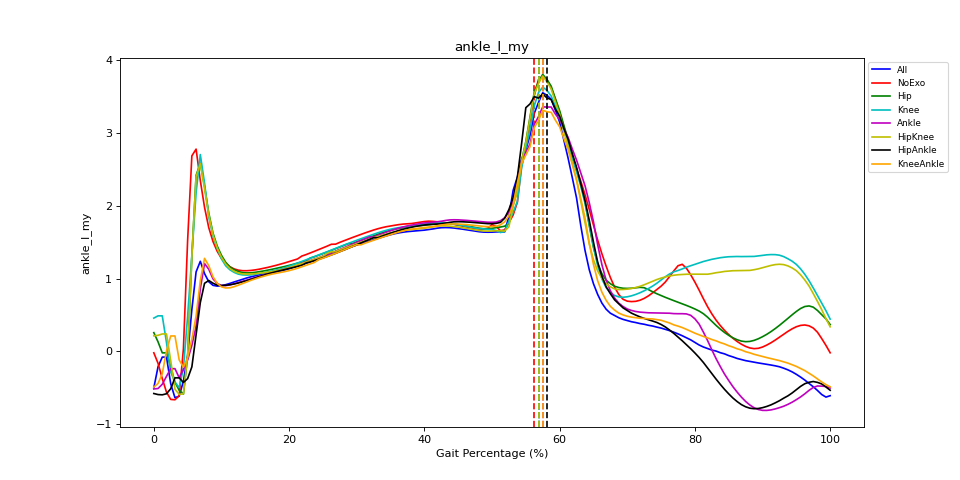 ankle_l_my
4
3
2
1
0
−1
ankle_l_my
0 20 40 60 80 100
Gait Percentage (%)
All
NoExo
Hip
Knee
Ankle
HipKnee
HipAnkle
KneeAnkle